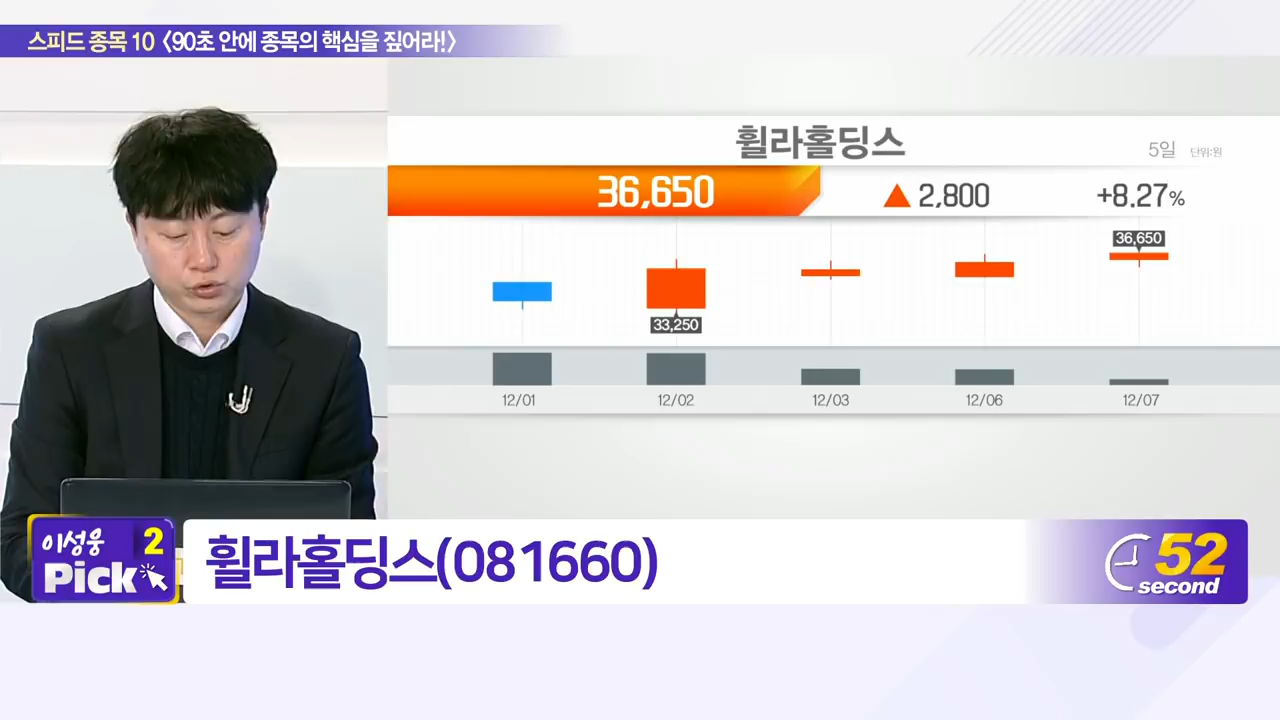 스피드 종목 10 〈90초 안에 종목의 핵심을 짚어라!〉
휠라홀딩스
5일 단위:원
36,650 ▲ 2,800 +8.27%
36,650
33,250
12/01 12/02 12/03 12/06 12/07
이성웅 2
Pick
휠라홀딩스(081660)
52
second